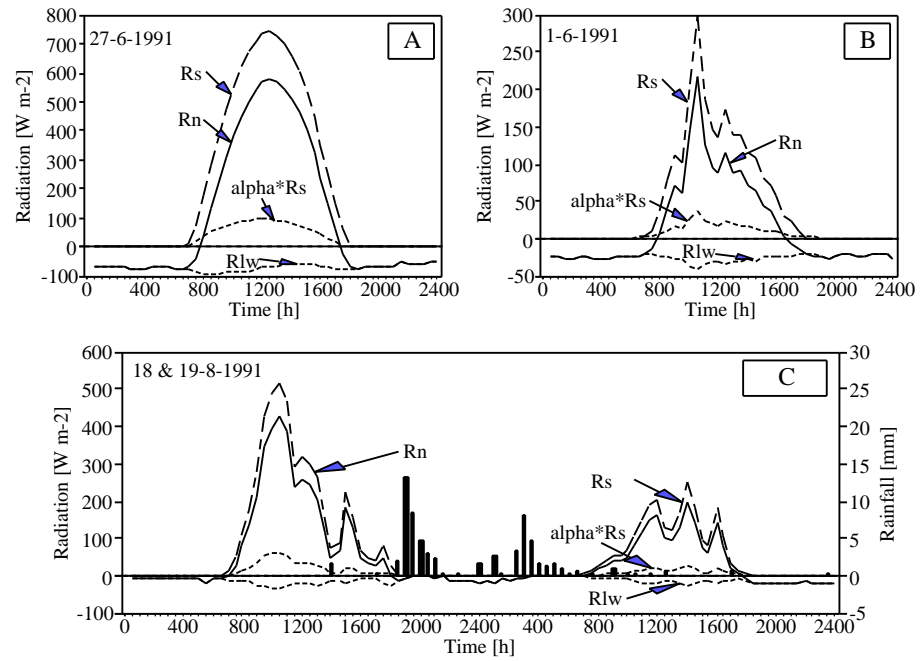 800
700
600
500
400
300
200
100
0
-100
Radiation [W m-2]
27-6-1991
A
Rs
Rn
alpha*Rs
Rlw
0 400 800 1200 1600 2000 2400
Time [h]
300
250
200
150
100
50
0
-50
Radiation [W m-2]
1-6-1991
B
Rs
Rn
alpha*Rs
Rlw
0 400 800 1200 1600 2000 2400
Time [h]
600
500
400
300
200
100
0
-100
Radiation [W m-2]
18 & 19-8-1991
C
Rn
Rs
alpha*Rs
Rlw
30
25
20
15
10
5
0
-5
Rainfall [mm]
0 400 800 1200 1600 2000 2400 400 800 1200 1600 2000 2400
Time [h]